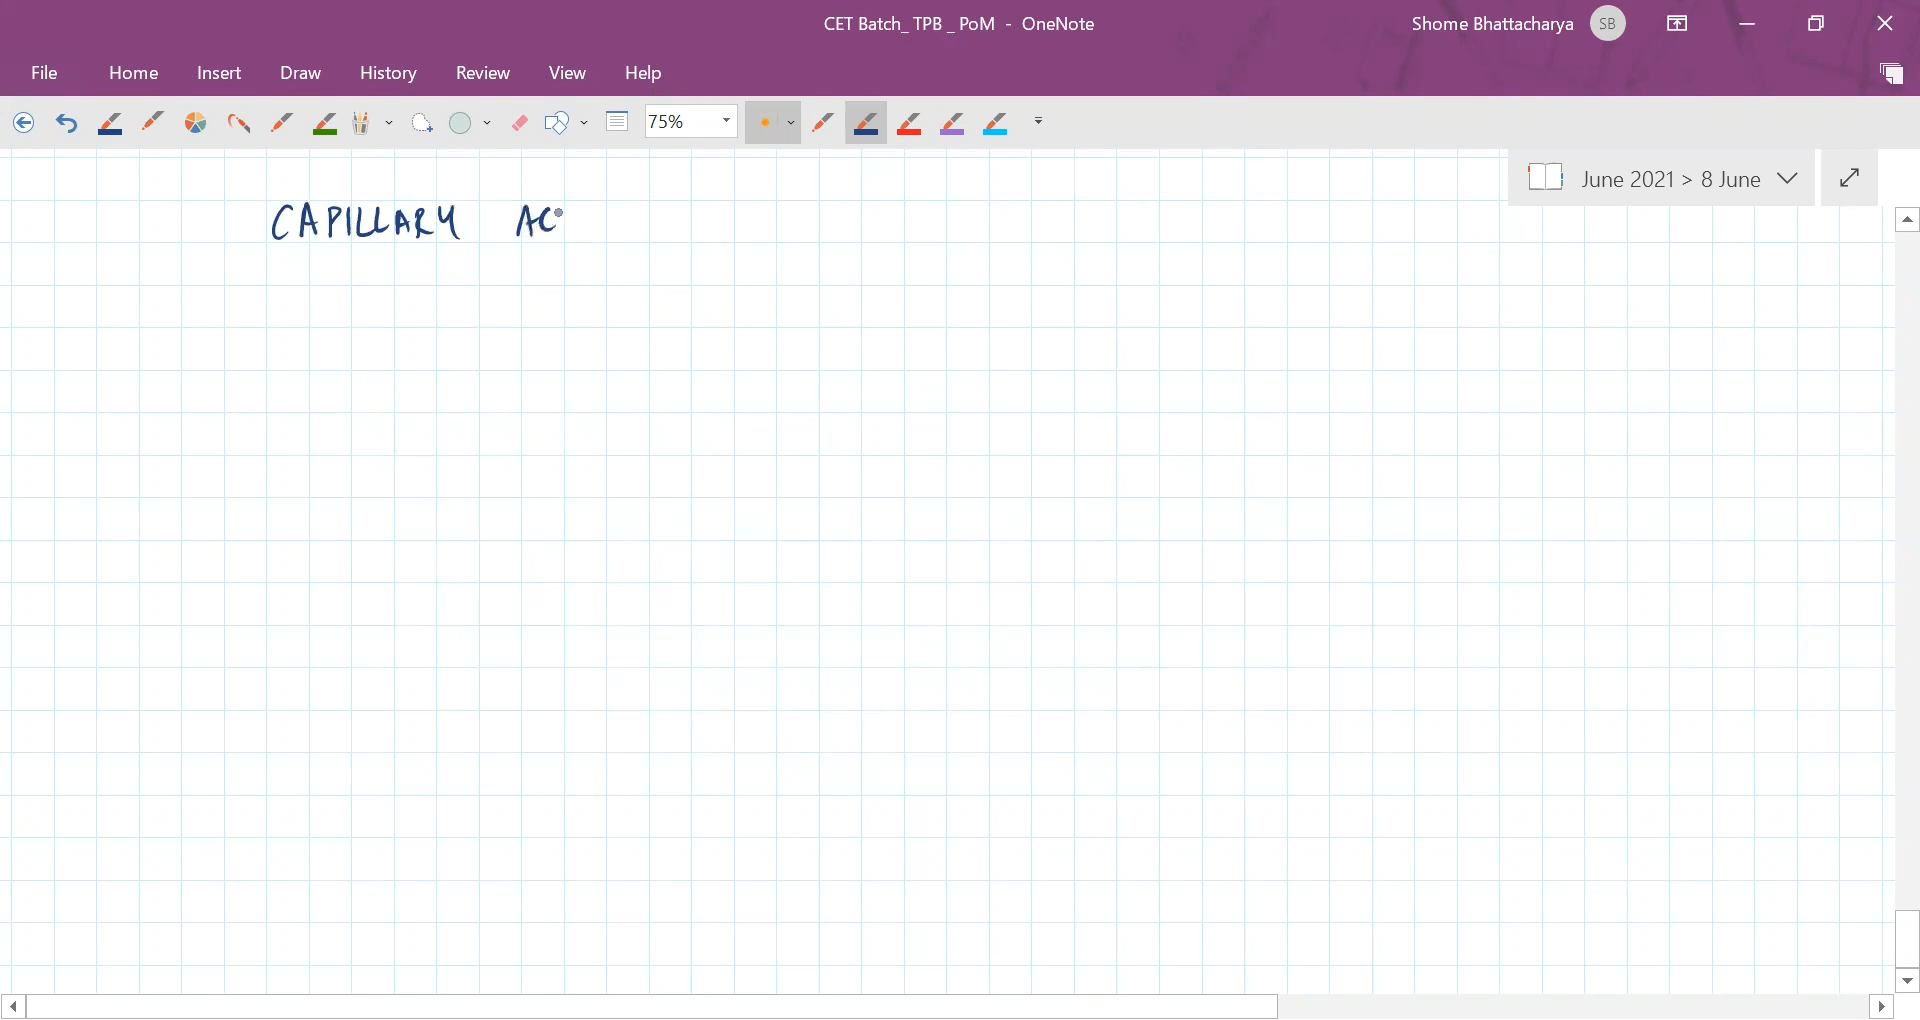 CET Batch_ TPB _ PoM - OneNote
Shome Bhattacharya SB
File Home Insert Draw History Review View Help
75%
June 2021 > 8 June
CAPILLARY AC